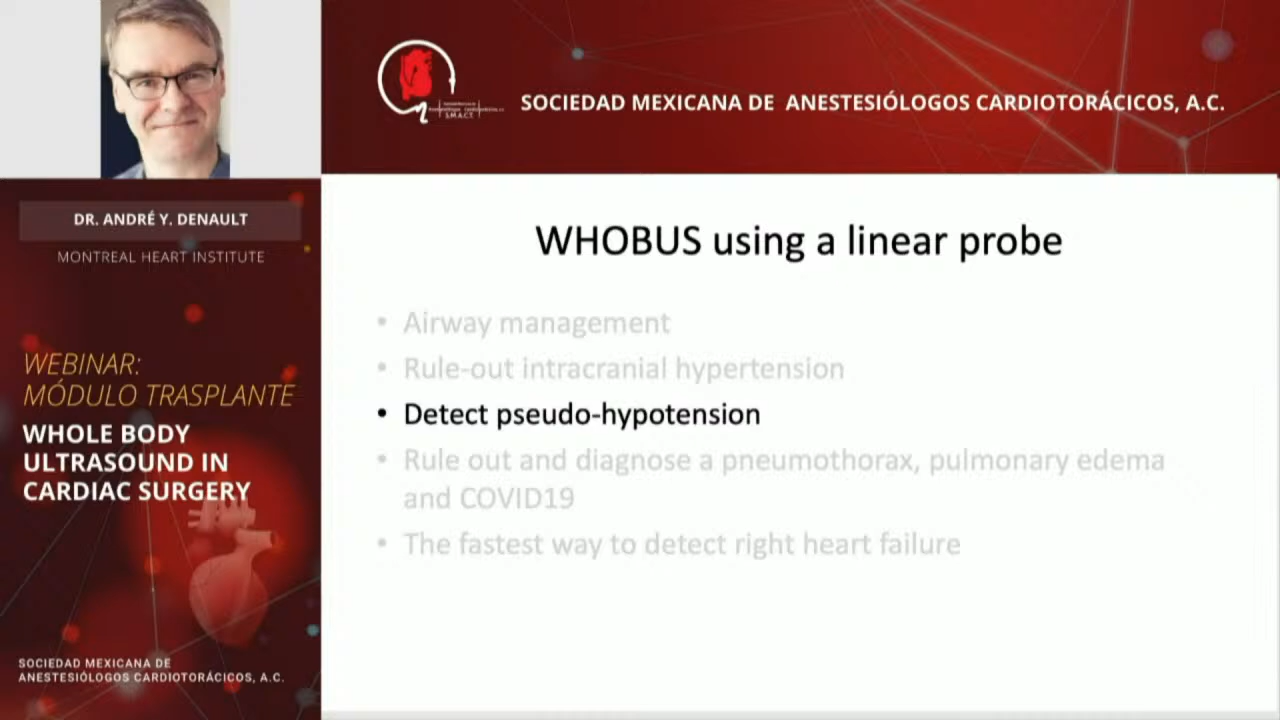 SOCIEDAD MEXICANA DE ANESTESIÓLOGOS CARDIOTORÁCICOS, A.C.
DR. ANDRÉ Y. DENAULT
MONTREAL HEART INSTITUTE
WEBINAR:
MÓDULO TRASPLANTE
WHOLE BODY
ULTRASOUND IN
CARDIAC SURGERY
SOCIEDAD MEXICANA DE
ANESTESIÓLOGOS CARDIOTORÁCICOS, A.C.
WHOBUS using a linear probe
• Airway management
• Rule-out intracranial hypertension
• Detect pseudo-hypotension
• Rule out and diagnose a pneumothorax, pulmonary edema
and COVID19
• The fastest way to detect right heart failure